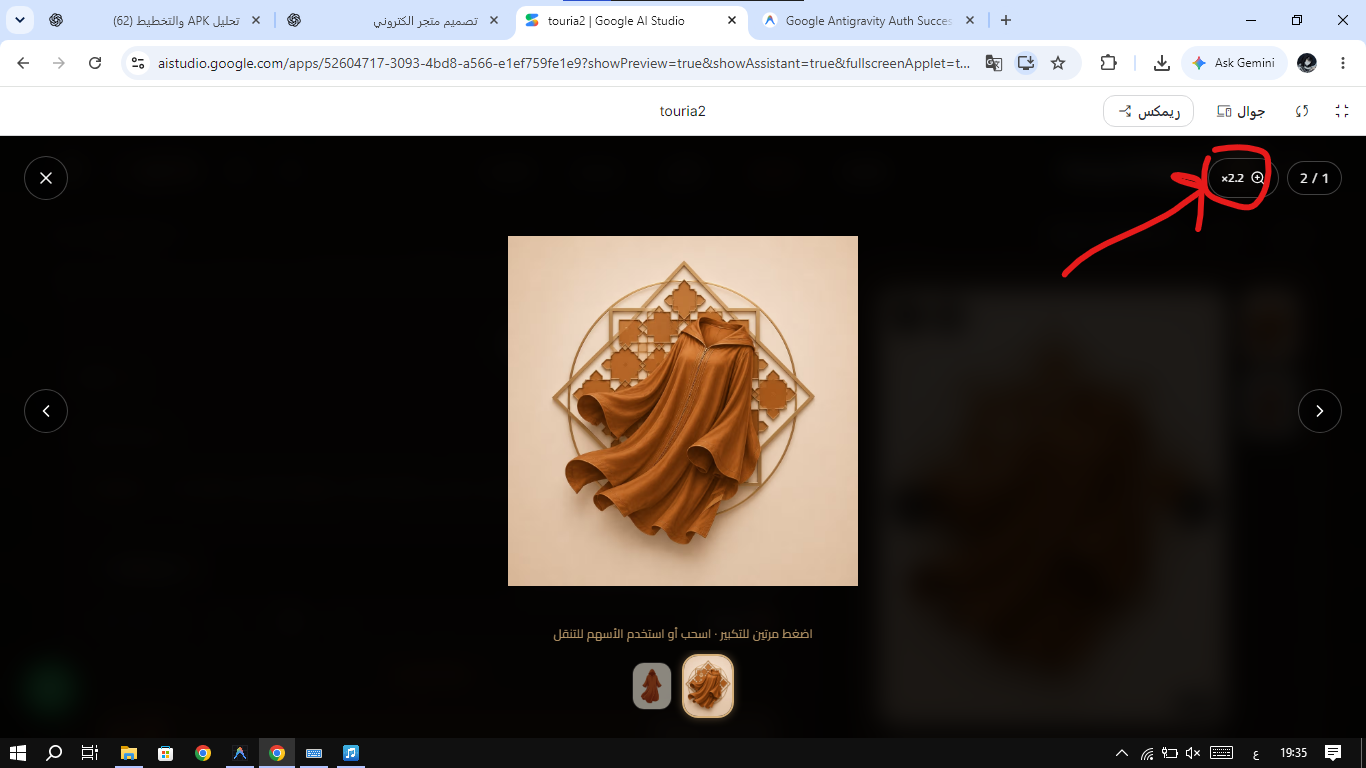 تحليل APK والتخطيط (62)
تصميم متجر الكتروني
touria2 | Google AI Studio
Google Antigravity Auth Succes
aistudio.google.com/apps/52604717-3093-4bd8-a566-e1ef759fe1e9?showPreview=true&showAssistant=true&fullscreenApplet=t...
Ask Gemini
touria2
ريمكس
جوال
×2.2
2 / 1
اضغط مرتين للتكبير · اسحب أو استخدم الأسهم للتنقل
ع
19:35